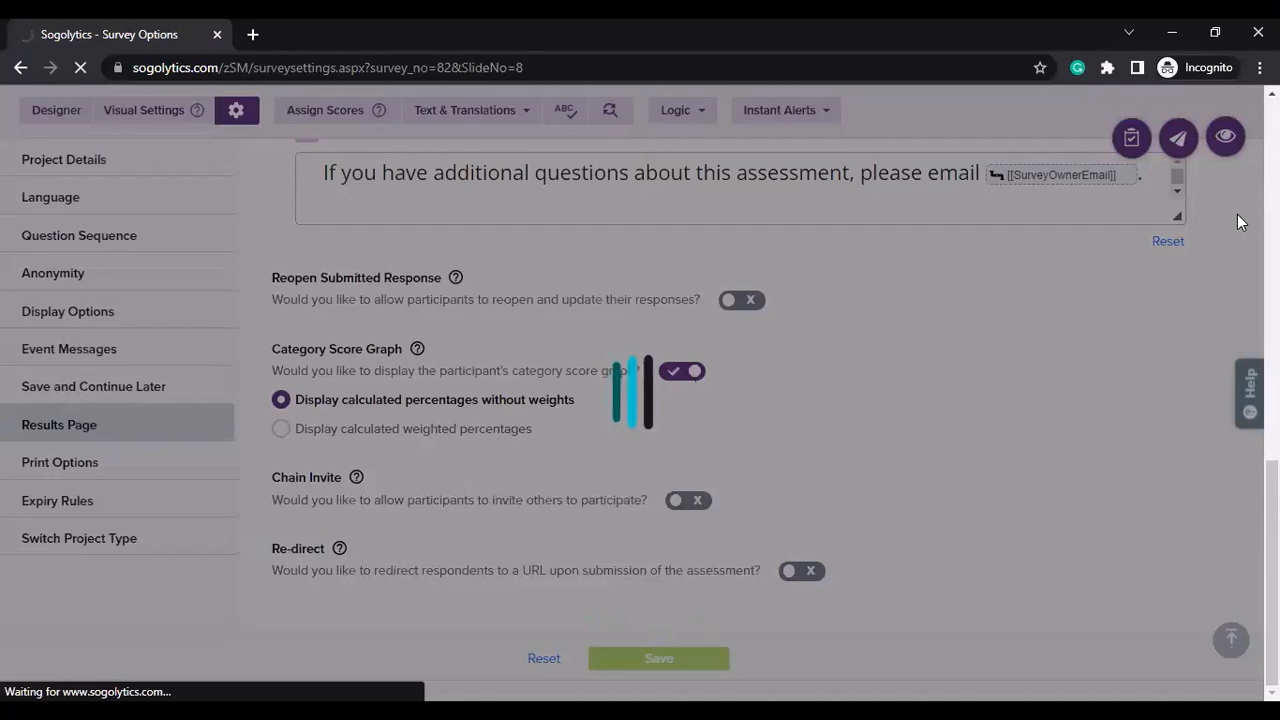 Sogolytics - Survey Options
sogolytics.com/zSM/surveysettings.aspx?survey_no=82&SlideNo=8
Incognito
Designer
Visual Settings
Assign Scores
Text & Translations
ABC
Logic
Instant Alerts
Project Details
Language
Question Sequence
Anonymity
Display Options
Event Messages
Save and Continue Later
Results Page
Print Options
Expiry Rules
Switch Project Type
If you have additional questions about this assessment, please email [[SurveyOwnerEmail]] .
Reset
Reopen Submitted Response
Would you like to allow participants to reopen and update their responses?
X
Category Score Graph
Would you like to display the participant's category score
Display calculated percentages without weights
Display calculated weighted percentages
Chain Invite
Would you like to allow participants to invite others to participate?
X
Re-direct
Would you like to redirect respondents to a URL upon submission of the assessment?
X
Reset
Save
Help
Waiting for www.sogolytics.com...